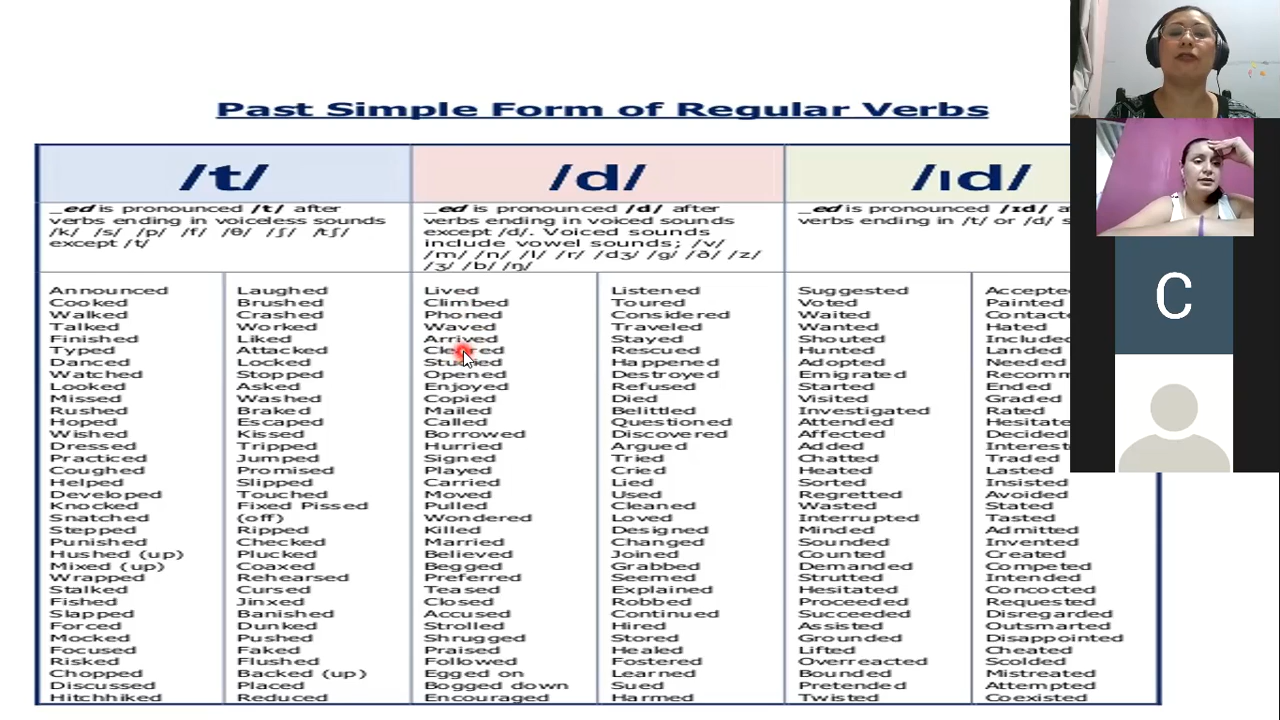 Past Simple Form of Regular Verbs
/t/
_ed is pronounced /t/ after
verbs ending in voiceless sounds
/k/ /s/ /p/ /f/ /θ/ /ʃ/ /tʃ/
except /t/
Announced
Cooked
Walked
Talked
Finished
Typed
Danced
Watched
Looked
Missed
Rushed
Hoped
Wished
Dressed
Practiced
Coughed
Helped
Developed
Knocked
Snatched
Stepped
Punished
Hushed (up)
Mixed (up)
Wrapped
Stalked
Fished
Slapped
Forced
Mocked
Focused
Risked
Chopped
Discussed
Hitchhiked
Laughed
Brushed
Crashed
Worked
Liked
Attacked
Locked
Stopped
Asked
Washed
Braked
Escaped
Kissed
Tripped
Jumped
Promised
Slipped
Touched
Fixed Pissed
(off)
Ripped
Checked
Plucked
Coaxed
Rehearsed
Cursed
Jinxed
Banished
Dunked
Pushed
Faked
Flushed
Backed (up)
Placed
Reduced
/d/
_ed is pronounced /d/ after
verbs ending in voiced sounds
except /d/. Voiced sounds
include vowel sounds; /v/
/m/ /n/ /l/ /r/ /dʒ/ /g/ /ð/ /z/
/ʒ/ /b/ /ŋ/
Lived
Climbed
Phoned
Waved
Arrived
Studied
Opened
Enjoyed
Copied
Mailed
Called
Borrowed
Hurried
Signed
Played
Carried
Moved
Pulled
Wondered
Killed
Married
Believed
Begged
Preferred
Teased
Closed
Accused
Strolled
Shrugged
Praised
Followed
Egged on
Bogged down
Encouraged
Listened
Toured
Considered
Traveled
Stayed
Rescued
Happened
Destroyed
Refused
Died
Belittled
Questioned
Discovered
Argued
Tried
Cried
Lied
Used
Cleaned
Loved
Designed
Changed
Joined
Grabbed
Seemed
Explained
Robbed
Continued
Hired
Stored
Healed
Fostered
Learned
Sued
Harmed
/ɪd/
_ed is pronounced /ɪd/ a
verbs ending in /t/ or /d/ s
Suggested
Voted
Waited
Wanted
Shouted
Hunted
Adopted
Emigrated
Started
Visited
Investigated
Attended
Affected
Added
Chatted
Heated
Sorted
Regretted
Wasted
Interrupted
Minded
Sounded
Counted
Demanded
Strutted
Hesitated
Proceeded
Succeeded
Assisted
Grounded
Lifted
Overreacted
Bounded
Pretended
Twisted
Accepte
Painted
Contacte
Hated
Include
Landed
Needed
Recomm
Ended
Graded
Rated
Hesitate
Decided
Interest
Traded
Lasted
Insisted
Avoided
Stated
Tasted
Admitted
Invented
Created
Competed
Intended
Concocted
Requested
Disregarded
Outsmarted
Disappointed
Cheated
Scolded
Mistreated
Attempted
Coexisted
C